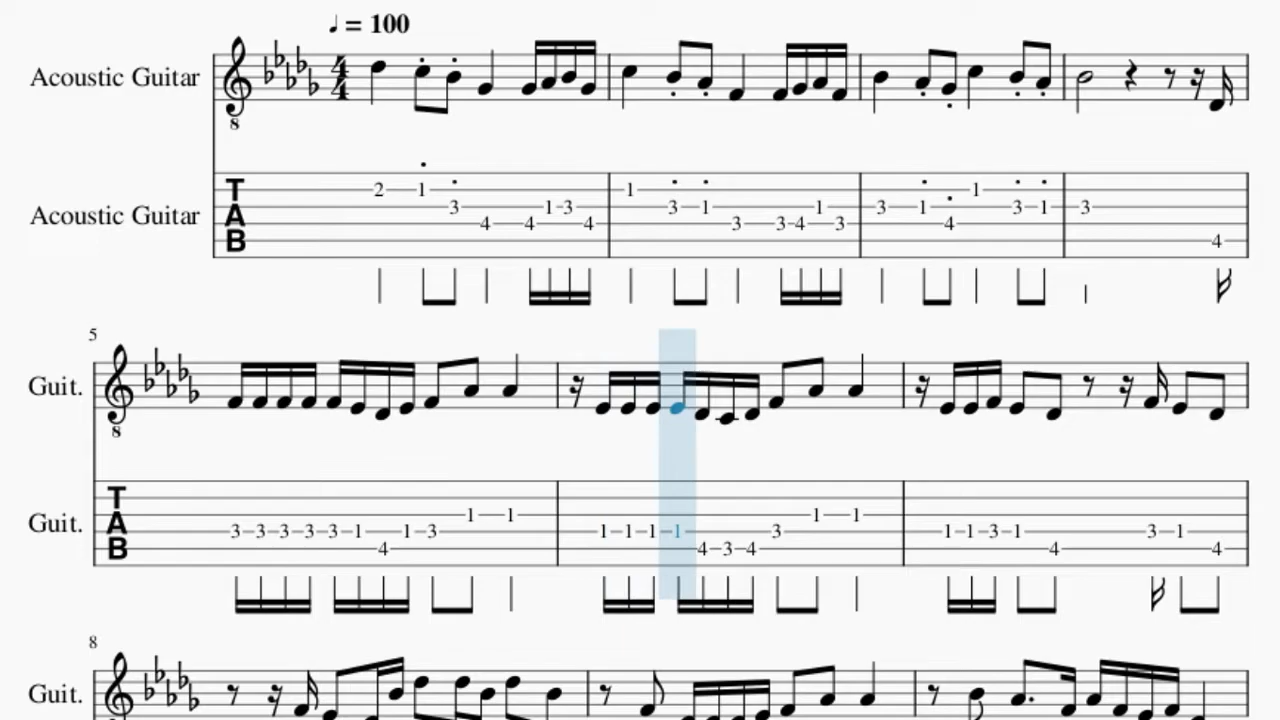 ♩ = 100
Acoustic Guitar 4 4
8
Acoustic Guitar T A B 2 1 3 4 4 1 3 4 1 3 1 3 3 4 1 3 3 1 4 1 3 1 3 4
5
Guit.
8
Guit. T A B 3 3 3 3 3 1 4 1 3 1 1 1 1 1 1 4 3 4 3 1 1 1 1 3 1 4 3 1 4
8
Guit.